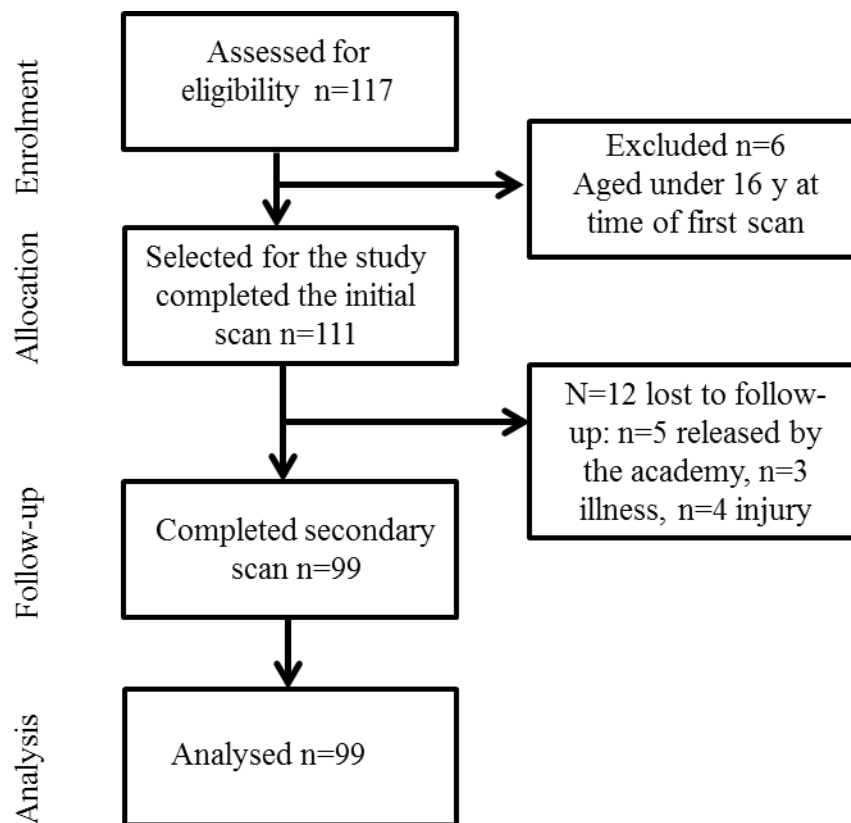 Enrolment
Assessed for
eligibility n=117
Excluded n=6
Aged under 16 y at
time of first scan
Allocation
Selected for the study
completed the initial
scan n=111
N=12 lost to follow-
up: n=5 released by
the academy, n=3
illness, n=4 injury
Follow-up
Completed secondary
scan n=99
Analysis
Analysed n=99